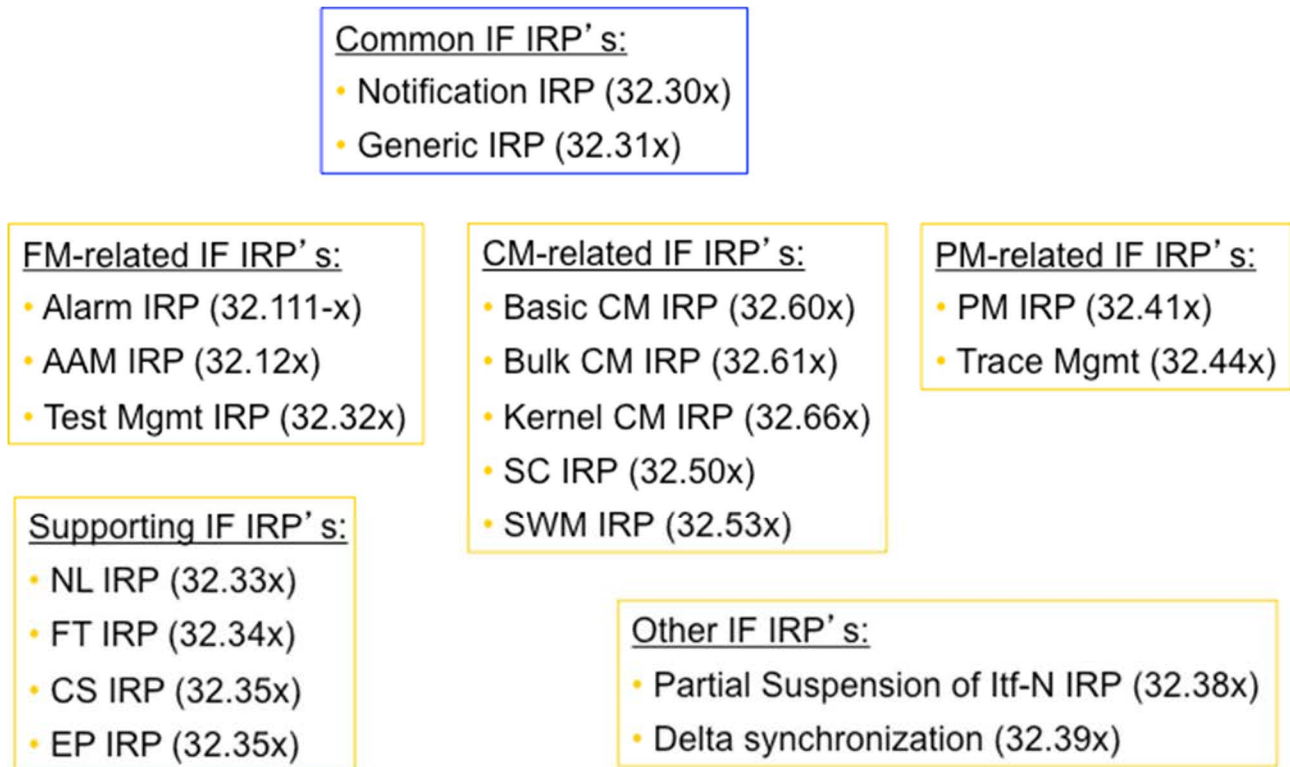 Common IF IRP's:
• Notification IRP (32.30x)
• Generic IRP (32.31x)
FM-related IF IRP's:
• Alarm IRP (32.111-x)
• AAM IRP (32.12x)
• Test Mgmt IRP (32.32x)
CM-related IF IRP's:
• Basic CM IRP (32.60x)
• Bulk CM IRP (32.61x)
• Kernel CM IRP (32.66x)
• SC IRP (32.50x)
• SWM IRP (32.53x)
PM-related IF IRP's:
• PM IRP (32.41x)
• Trace Mgmt (32.44x)
Supporting IF IRP's:
• NL IRP (32.33x)
• FT IRP (32.34x)
• CS IRP (32.35x)
• EP IRP (32.35x)
Other IF IRP's:
• Partial Suspension of Itf-N IRP (32.38x)
• Delta synchronization (32.39x)